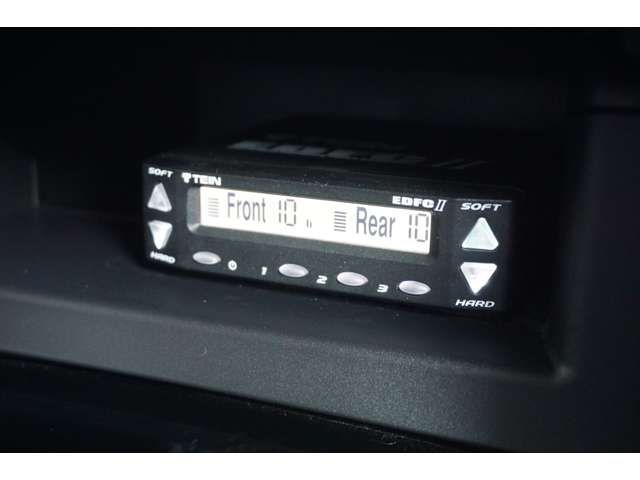 SOFT
TEIN
EDFC II
SOFT
Front 10
Rear 10
HARD
1
2
3
HARD